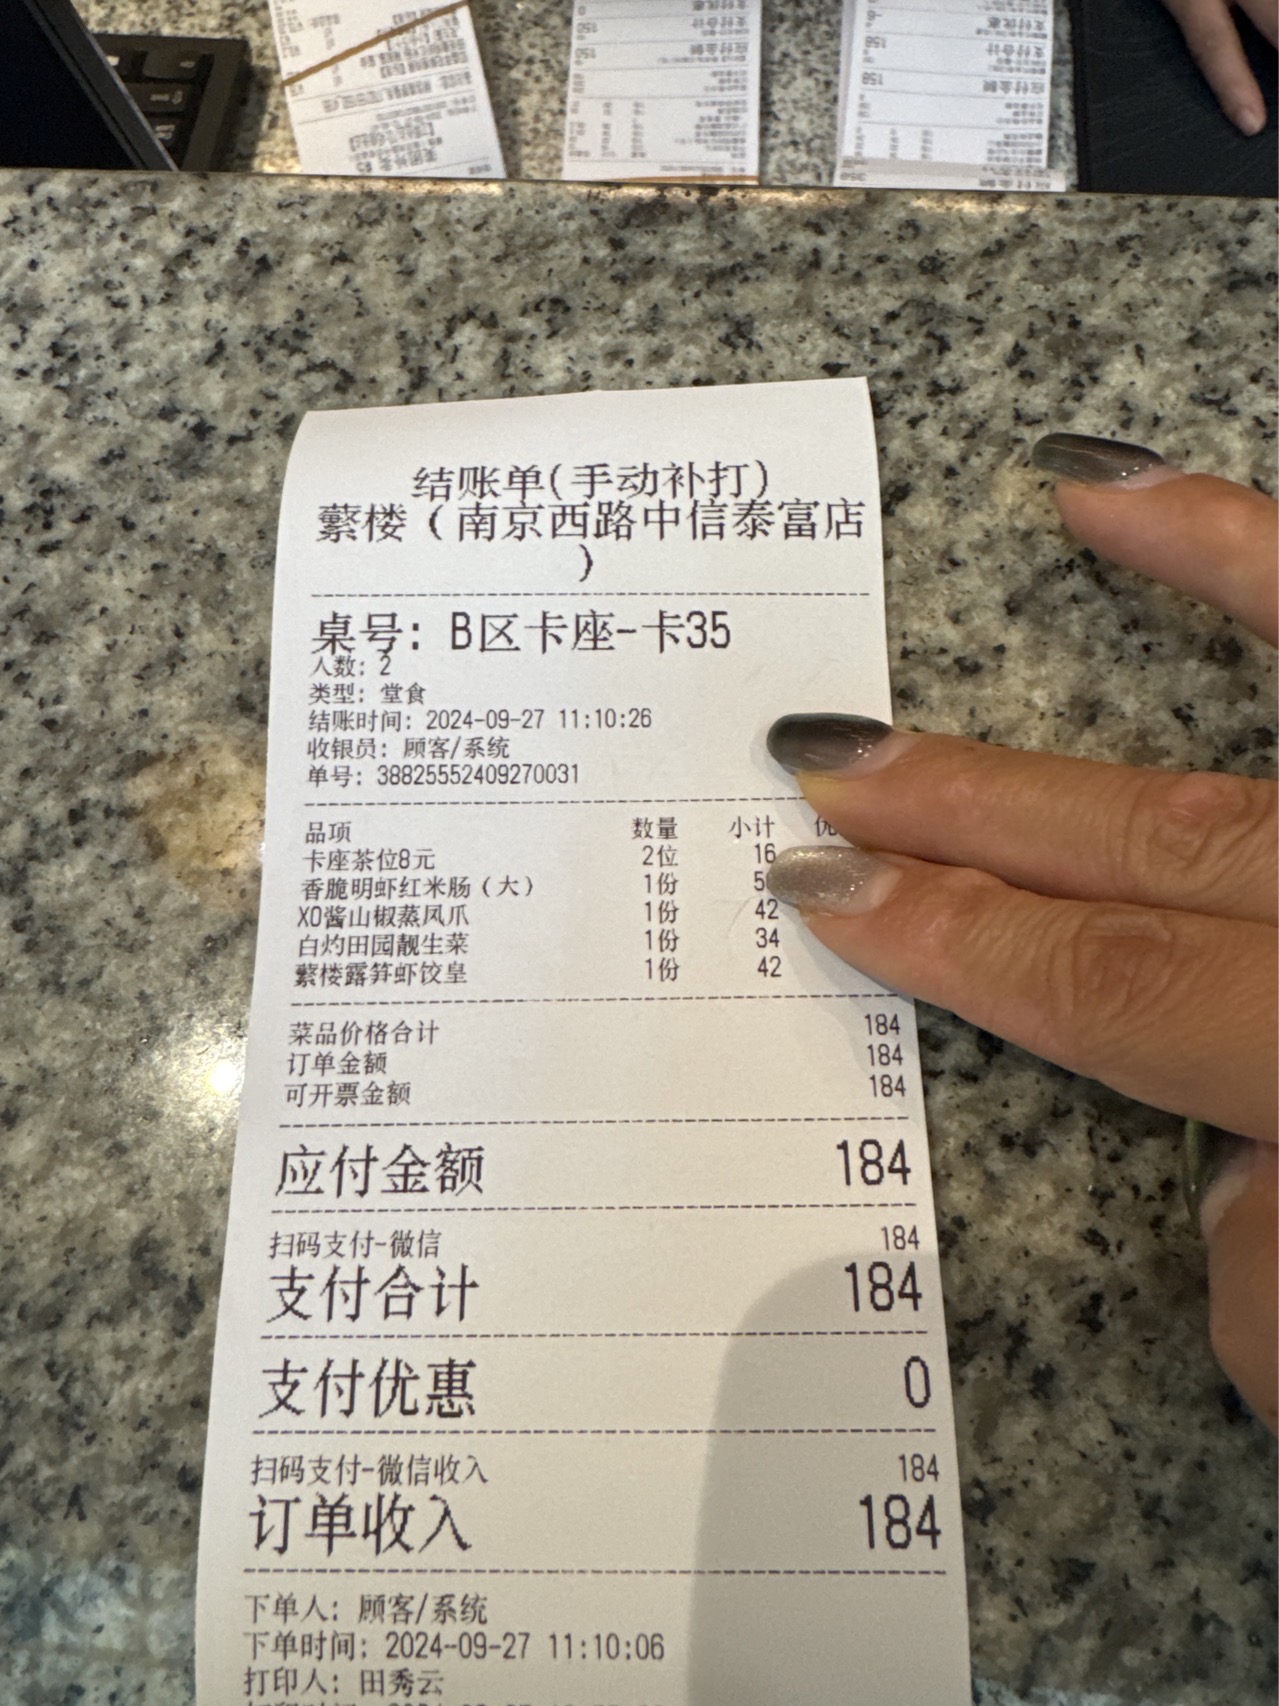 结账单(手动补打)
蘩楼（南京西路中信泰富店
）
桌号: B区卡座-卡35
人数: 2
类型: 堂食
结账时间: 2024-09-27 11:10:26
收银员: 顾客/系统
单号: 38825552409270031
品项 数量 小计
卡座茶位8元 2位 16
香脆明虾红米肠（大） 1份 5
XO酱山椒蒸凤爪 1份 42
白灼田园靓生菜 1份 34
蘩楼露笋虾饺皇 1份 42
菜品价格合计 184
订单金额 184
可开票金额 184
应付金额 184
扫码支付-微信 184
支付合计 184
支付优惠 0
扫码支付-微信收入 184
订单收入 184
下单人: 顾客/系统
下单时间: 2024-09-27 11:10:06
打印人: 田秀云